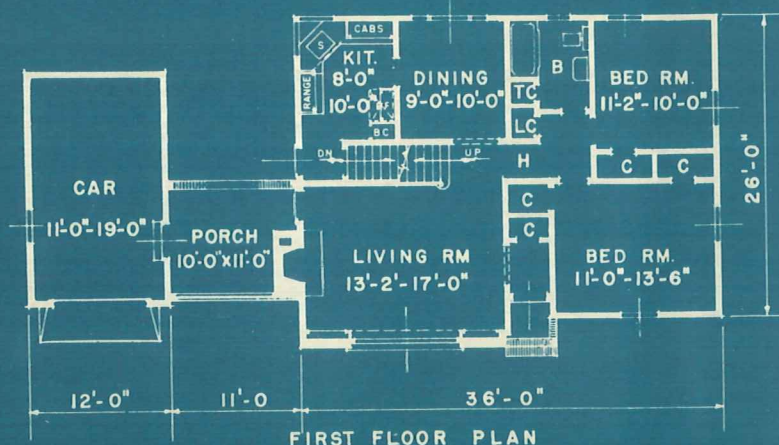 CABS
S
KIT.
8'-0"
10'-0"
RANGE
RF
BC
DINING
9'-0"-10'-0"
B
TC
LC
BED RM.
11'-2"-10'-0"
DN
UP
H
C
C
C
C
26'-0"
CAR
11'-0"-19'-0"
PORCH
10'-0"x11'-0"
LIVING RM
13'-2'-17'-0"
BED RM.
11'-0"-13'-6"
12'-0"
11'-0
36'-0"
FIRST FLOOR PLAN